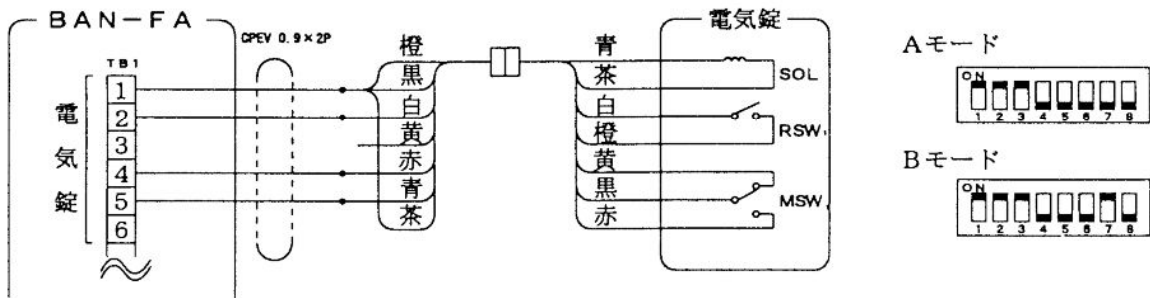 BAN-FA
TB1
電気錠
1
2
3
4
5
6
CPEV 0.9×2P
橙
黒
白
黄
赤
青
茶
青
茶
白
橙
黄
黒
赤
電気錠
SOL
RSW
MSW
Aモード
ON
1 2 3 4 5 6 7 8
Bモード
ON
1 2 3 4 5 6 7 8